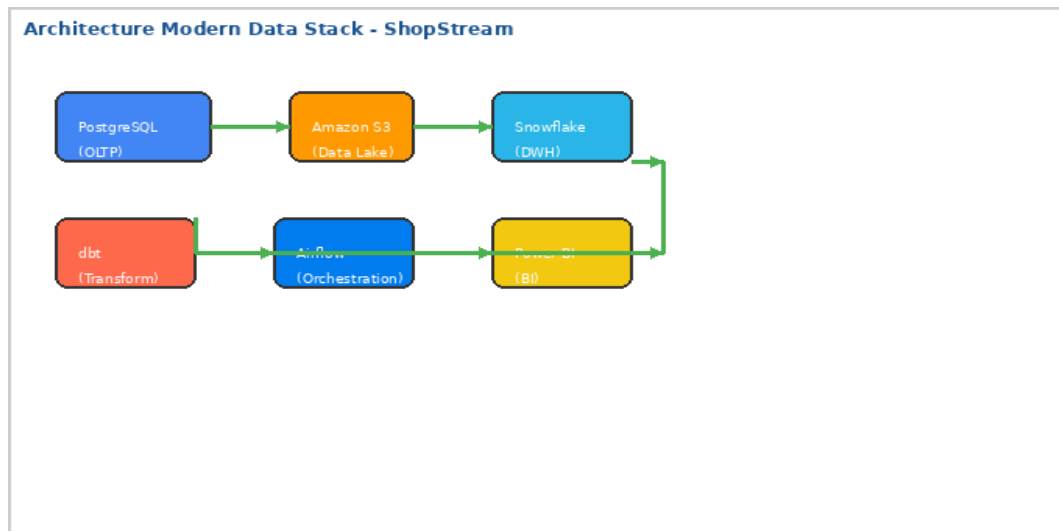 Architecture Modern Data Stack - ShopStream
PostgreSQL
(OLTP)
Amazon S3
(Data Lake)
Snowflake
(DWH)
dbt
(Transform)
Airflow
(Orchestration)
Power BI
(BI)